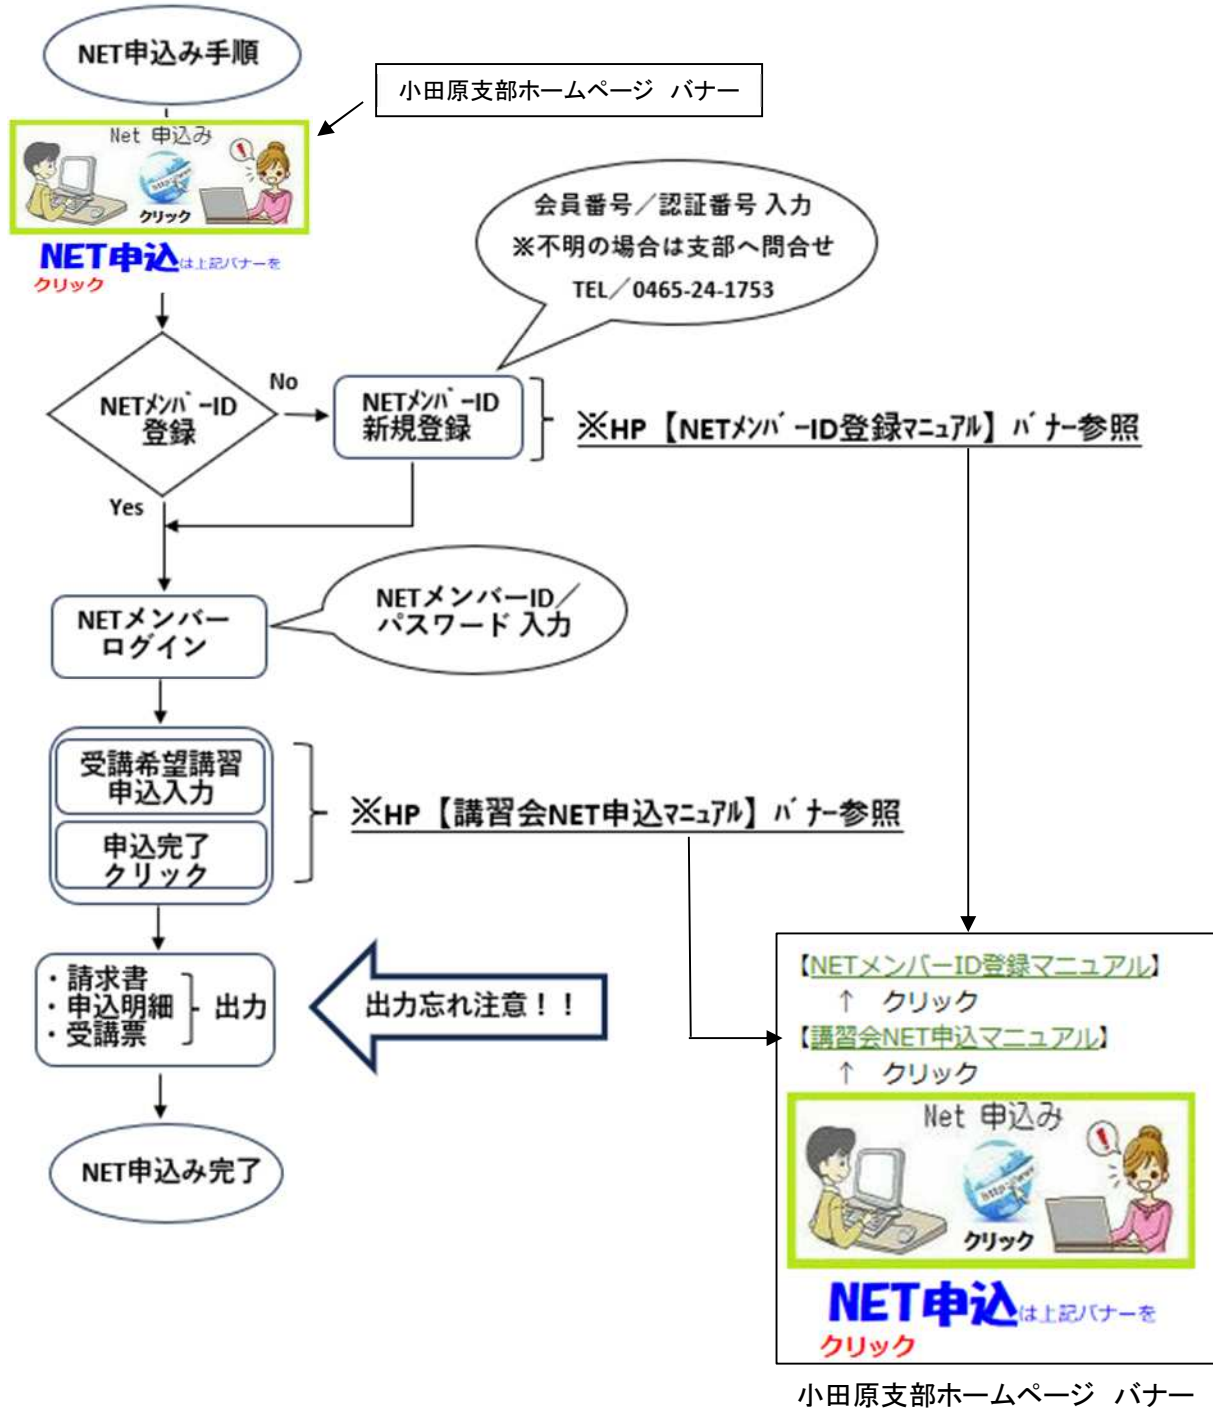 NET申込み手順
小田原支部ホームページ バナー
Net 申込み
クリック
NET申込は上記バナーを
クリック
会員番号／認証番号 入力
※不明の場合は支部へ問合せ
TEL／0465-24-1753
NETﾒﾝﾊﾞｰID
登録
No
Yes
NETﾒﾝﾊﾞｰID
新規登録
※HP【NETﾒﾝﾊﾞｰID登録ﾏﾆｭｱﾙ】ﾊﾞﾅｰ参照
NETメンバー
ログイン
NETメンバーID／
パスワード 入力
受講希望講習
申込入力
申込完了
クリック
※HP【講習会NET申込ﾏﾆｭｱﾙ】ﾊﾞﾅｰ参照
・請求書
・申込明細
・受講票
出力
出力忘れ注意！！
NET申込み完了
【NETメンバーID登録マニュアル】
↑ クリック
【講習会NET申込マニュアル】
↑ クリック
Net 申込み
http://www
クリック
NET申込は上記バナーを
クリック
小田原支部ホームページ バナー